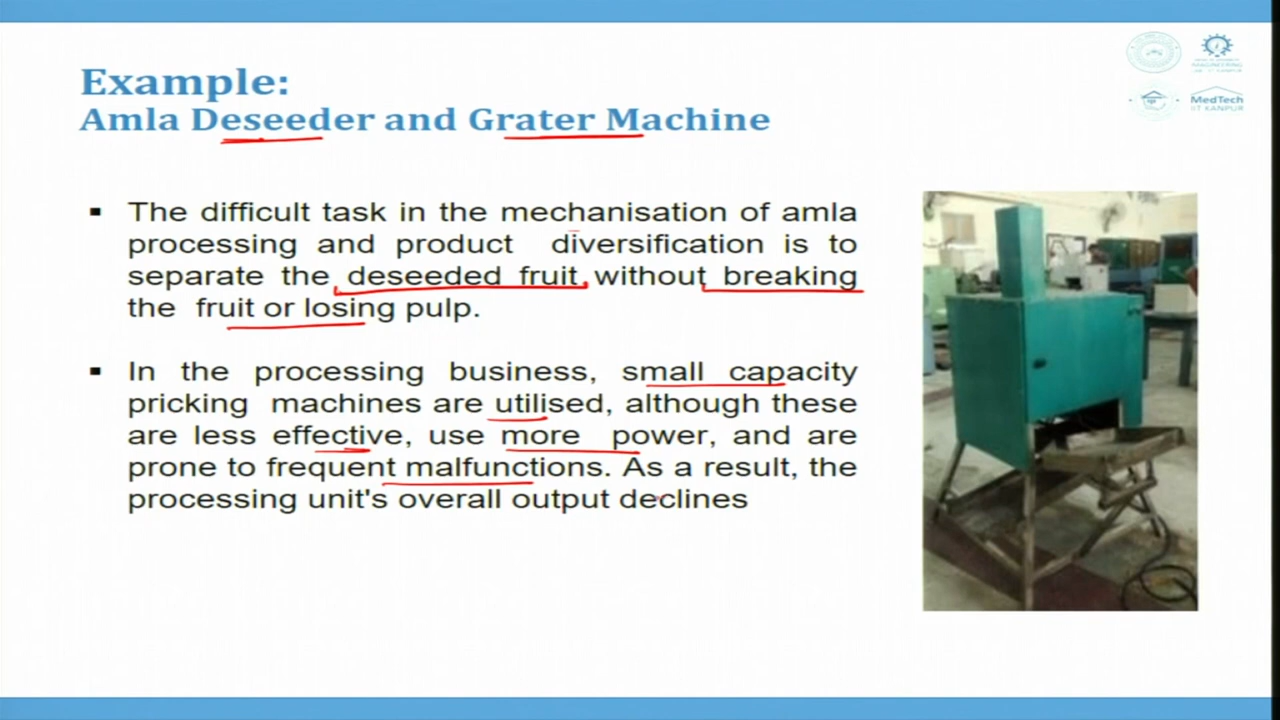 Example:
Amla Deseeder and Grater Machine
▪ The difficult task in the mechanisation of amla
processing and product diversification is to
separate the deseeded fruit without breaking
the fruit or losing pulp.
▪ In the processing business, small capacity
pricking machines are utilised, although these
are less effective, use more power, and are
prone to frequent malfunctions. As a result, the
processing unit's overall output declines
MedTech
IIT KANPUR